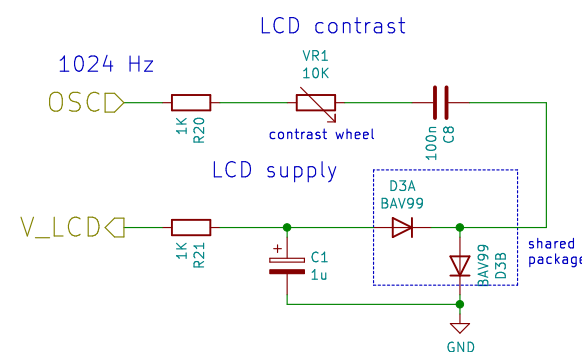 LCD contrast
1024 Hz
VR1
10K
OSC
1K
R20
contrast wheel
100n
C8
LCD supply
D3A
BAV99
V_LCD
1K
R21
+
C1
1u
BAV99
D3B
shared
package
GND